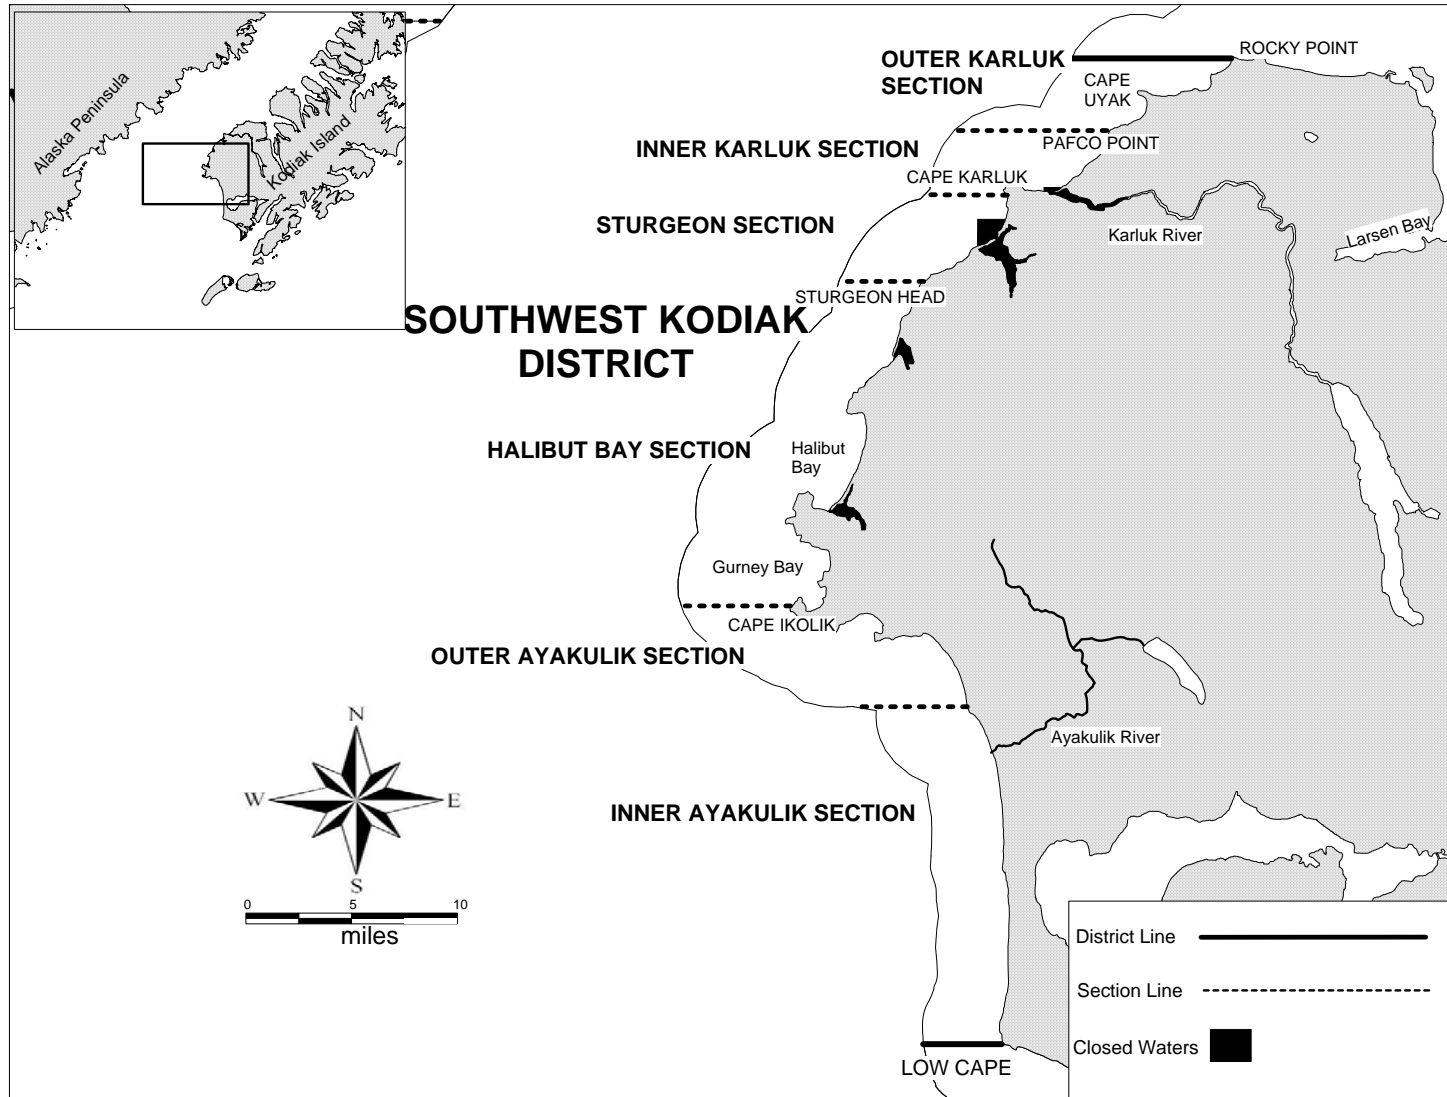 Alaska Peninsula
Kodiak Island
OUTER KARLUK
SECTION
ROCKY POINT
CAPE
UYAK
INNER KARLUK SECTION
PAFCO POINT
CAPE KARLUK
STURGEON SECTION
Karluk River
Larsen Bay
STURGEON HEAD
SOUTHWEST KODIAK
DISTRICT
HALIBUT BAY SECTION
Halibut
Bay
Gurney Bay
CAPE IKOLIK
OUTER AYAKULIK SECTION
Ayakulik River
INNER AYAKULIK SECTION
N
W
E
S
0 5 10
miles
LOW CAPE
District Line
Section Line
Closed Waters